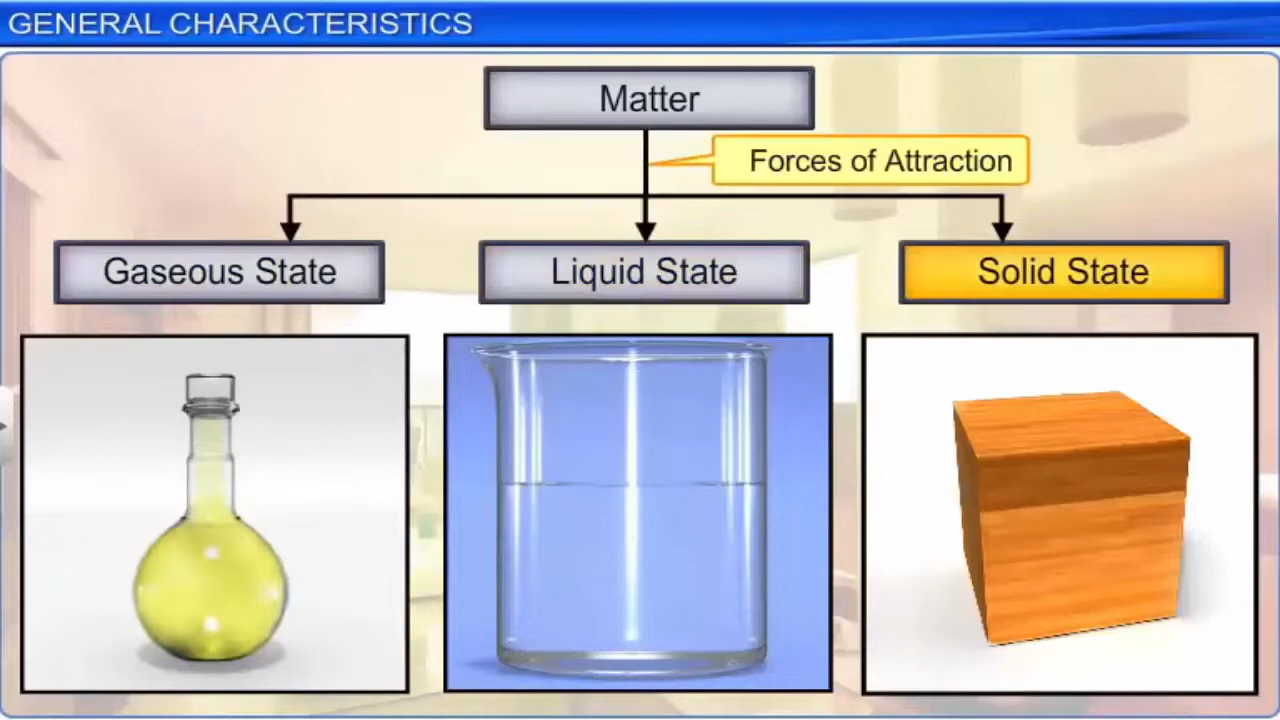 GENERAL CHARACTERISTICS
Matter
Forces of Attraction
Gaseous State
Liquid State
Solid State